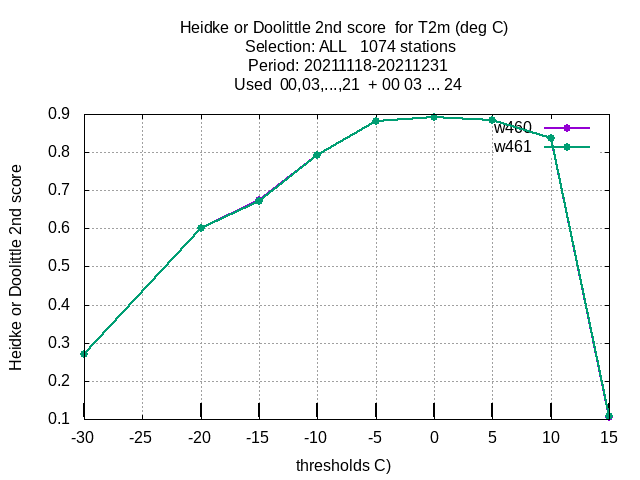 Heidke or Doolittle 2nd score  for T2m (deg C)
Selection: ALL   1074 stations
Period: 20211118-20211231
Used  00,03,...,21  + 00 03 ... 24
w460
w461
0.9
0.8
0.7
0.6
0.5
0.4
0.3
0.2
0.1
Heidke or Doolittle 2nd score
-30 -25 -20 -15 -10 -5 0 5 10 15
thresholds C)